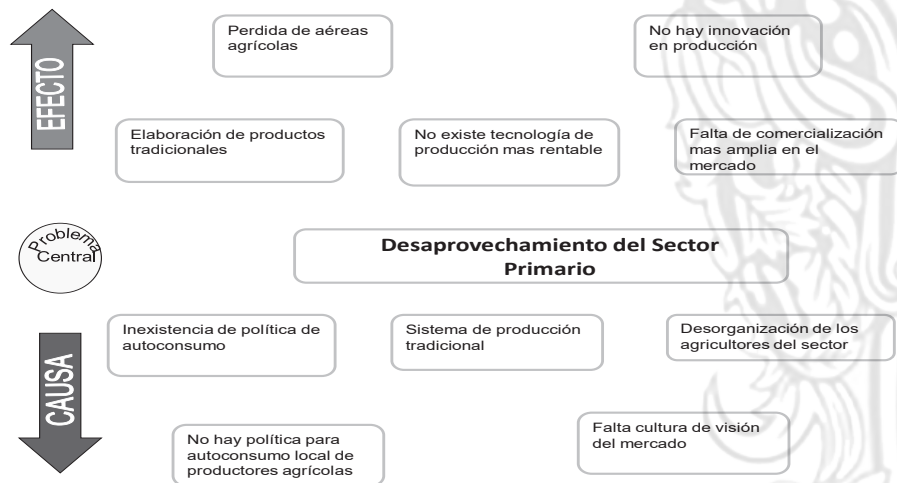 Perdida de aéreas
agrícolas
No hay innovación
en producción
EFECTO
Elaboración de productos
tradicionales
No existe tecnología de
producción mas rentable
Falta de comercialización
mas amplia en el
mercado
Problema
Central
Desaprovechamiento del Sector
Primario
Inexistencia de política de
autoconsumo
Sistema de producción
tradicional
Desorganización de los
agricultores del sector
CAUSA
No hay política para
autoconsumo local de
productores agrícolas
Falta cultura de visión
del mercado